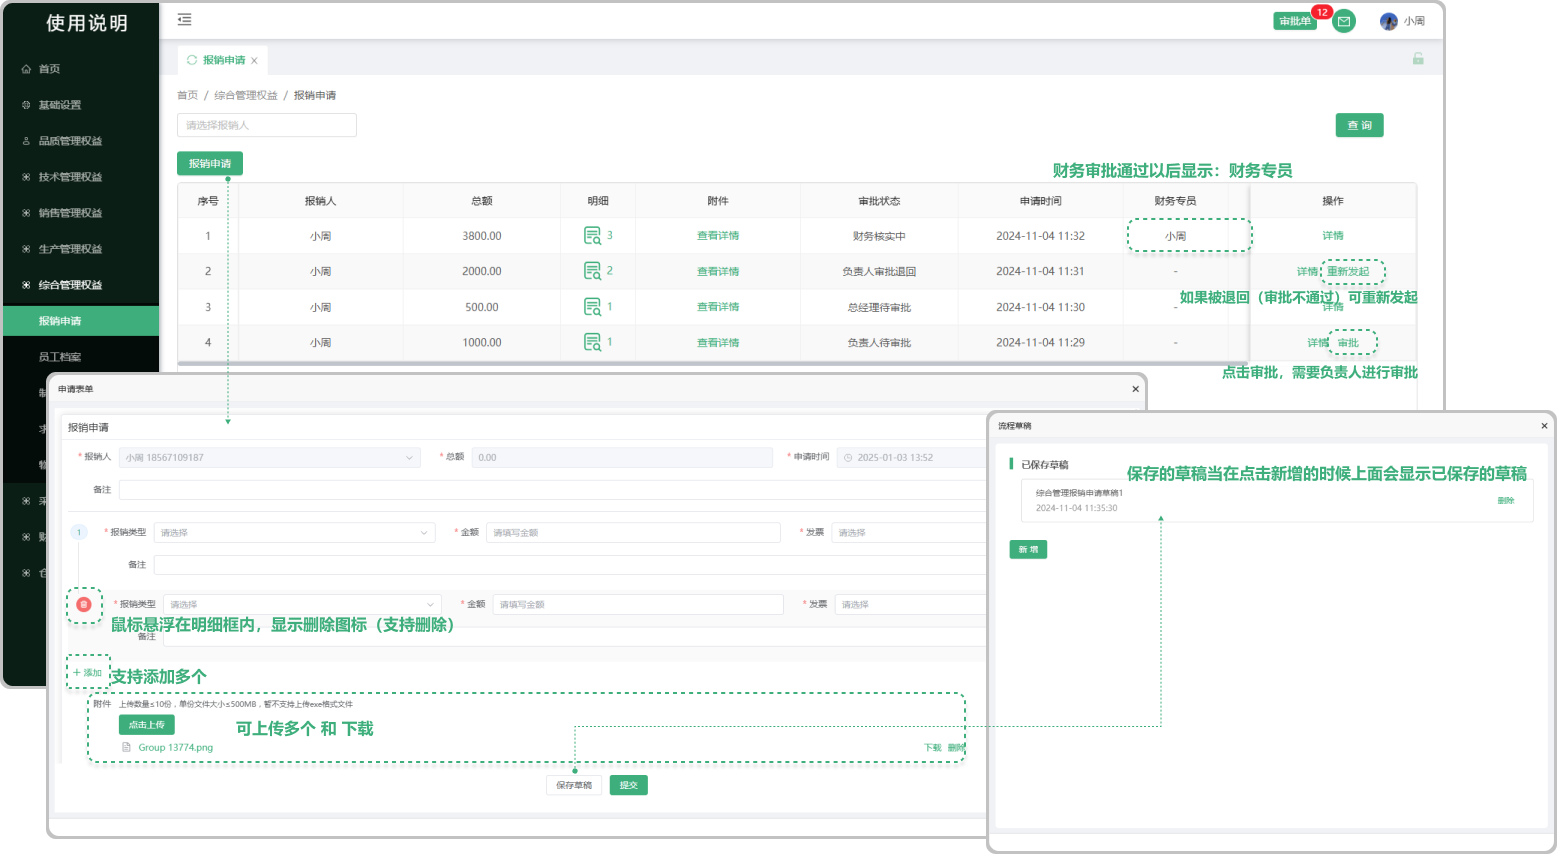 使用说明
首页
基础设置
品质管理权益
技术管理权益
销售管理权益
生产管理权益
综合管理权益
报销申请
员工档案
审批单 12
小周
报销申请
首页 / 综合管理权益 / 报销申请
请选择报销人
查 询
报销申请
财务审批通过以后显示：财务专员
序号 报销人 总额 明细 附件 审批状态 申请时间 财务专员 操作
1 小周 3800.00 3 查看详情 财务核实中 2024-11-04 11:32 小周 详情
2 小周 2000.00 2 查看详情 负责人审批退回 2024-11-04 11:31 - 详情 重新发起
如果被退回（审批不通过）可重新发起
3 小周 500.00 1 查看详情 总经理待审批 2024-11-04 11:30 - 详情
4 小周 1000.00 1 查看详情 负责人待审批 2024-11-04 11:29 - 详情 审批
点击审批，需要负责人进行审批
申请表单
报销申请
* 报销人 小周 18567109187 * 总额 0.00 * 申请时间 2025-01-03 13:52
备注
1 * 报销类型 请选择 * 金额 请填写金额 * 发票 请选择
备注
* 报销类型 请选择 * 金额 请填写金额 * 发票 请选择
鼠标悬浮在明细框内，显示删除图标（支持删除）
备注
+ 添加
支持添加多个
附件 上传数量≤10份，单份文件大小≤500MB，暂不支持上传exe格式文件
点击上传
可上传多个 和 下载
Group 13774.png 下载 删除
保存草稿 提交
流程草稿
已保存草稿
保存的草稿当在点击新增的时候上面会显示已保存的草稿
综合管理报销申请草稿1
2024-11-04 11:35:30
删除
新 增